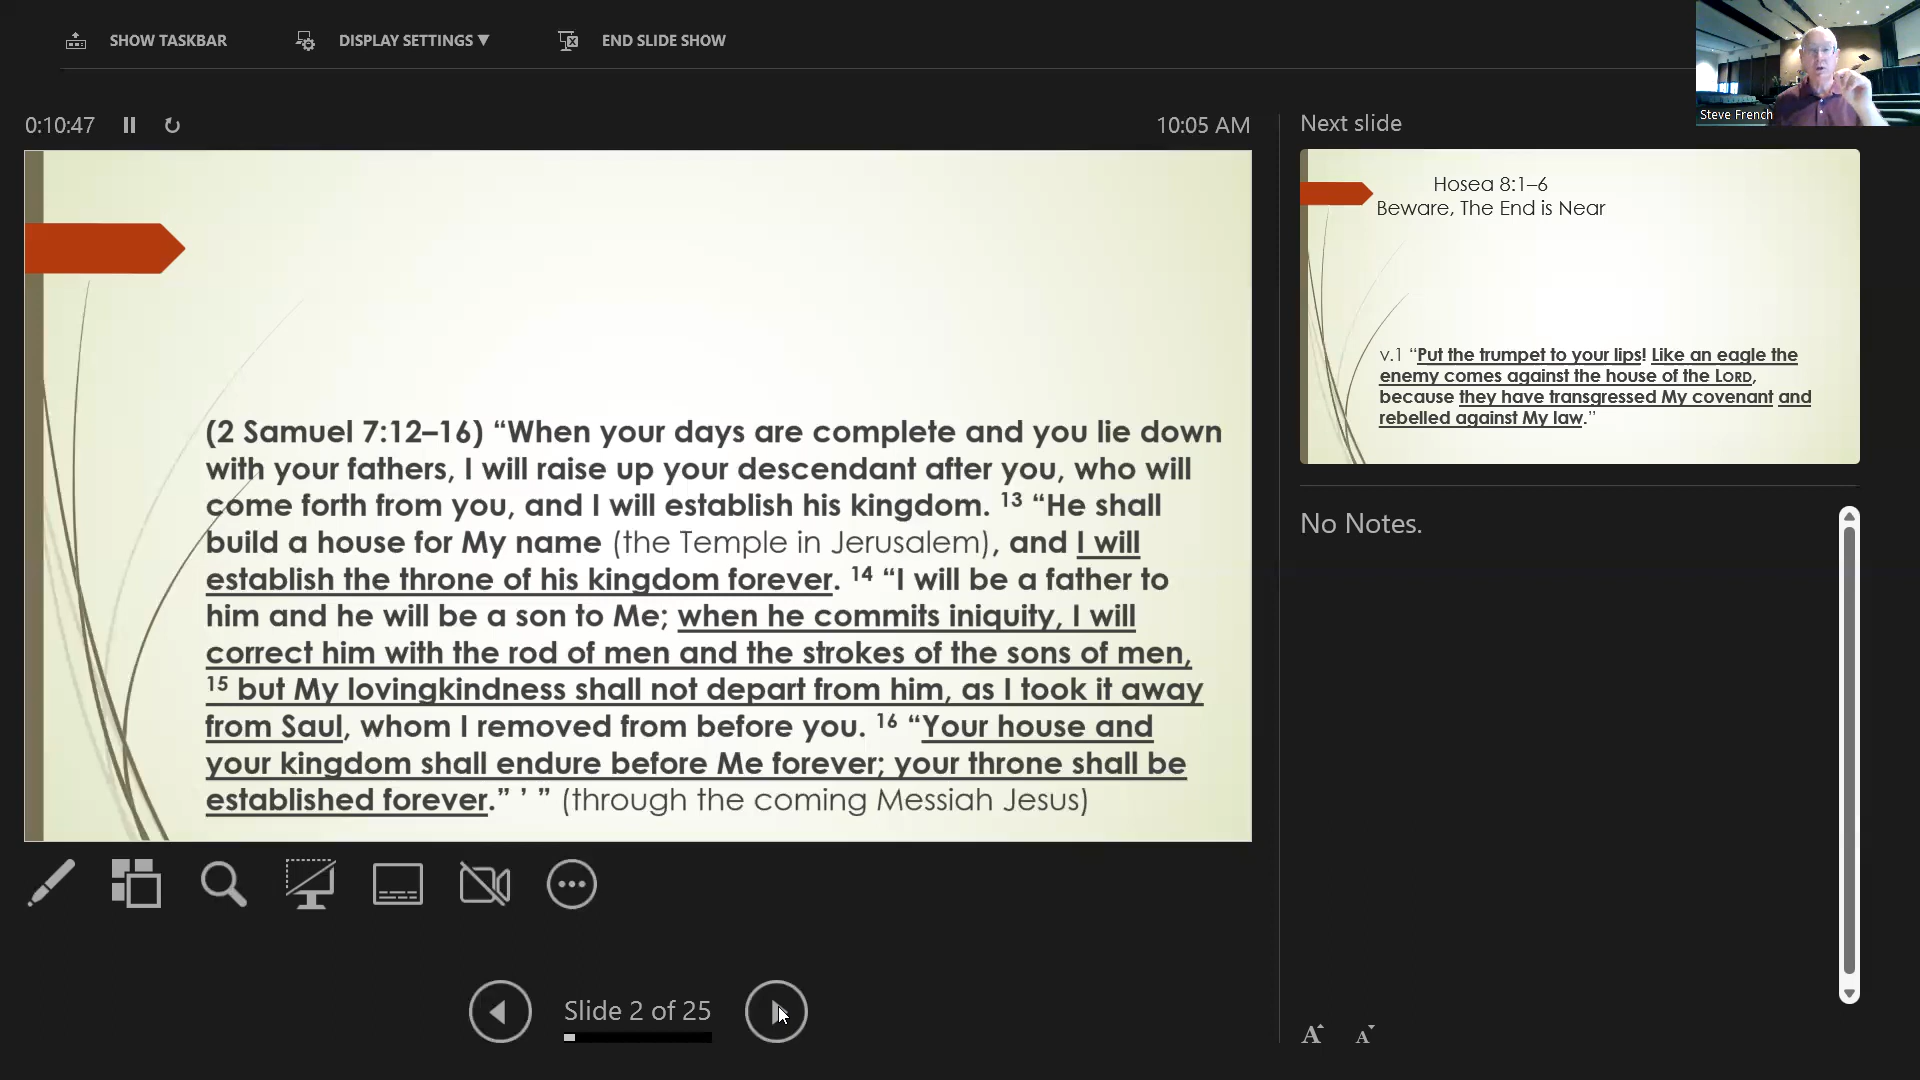 SHOW TASKBAR
DISPLAY SETTINGS ▼
END SLIDE SHOW
Steve French
0:10:47
10:05 AM
Next slide
(2 Samuel 7:12–16) “When your days are complete and you lie down
with your fathers, I will raise up your descendant after you, who will
come forth from you, and I will establish his kingdom. 13 “He shall
build a house for My name (the Temple in Jerusalem), and I will
establish the throne of his kingdom forever. 14 “I will be a father to
him and he will be a son to Me; when he commits iniquity, I will
correct him with the rod of men and the strokes of the sons of men,
15 but My lovingkindness shall not depart from him, as I took it away
from Saul, whom I removed from before you. 16 “Your house and
your kingdom shall endure before Me forever; your throne shall be
established forever.” ’ ” (through the coming Messiah Jesus)
Slide 2 of 25
Hosea 8:1–6
Beware, The End is Near
v.1 “Put the trumpet to your lips! Like an eagle the
enemy comes against the house of the LORD,
because they have transgressed My covenant and
rebelled against My law.”
No Notes.
A A